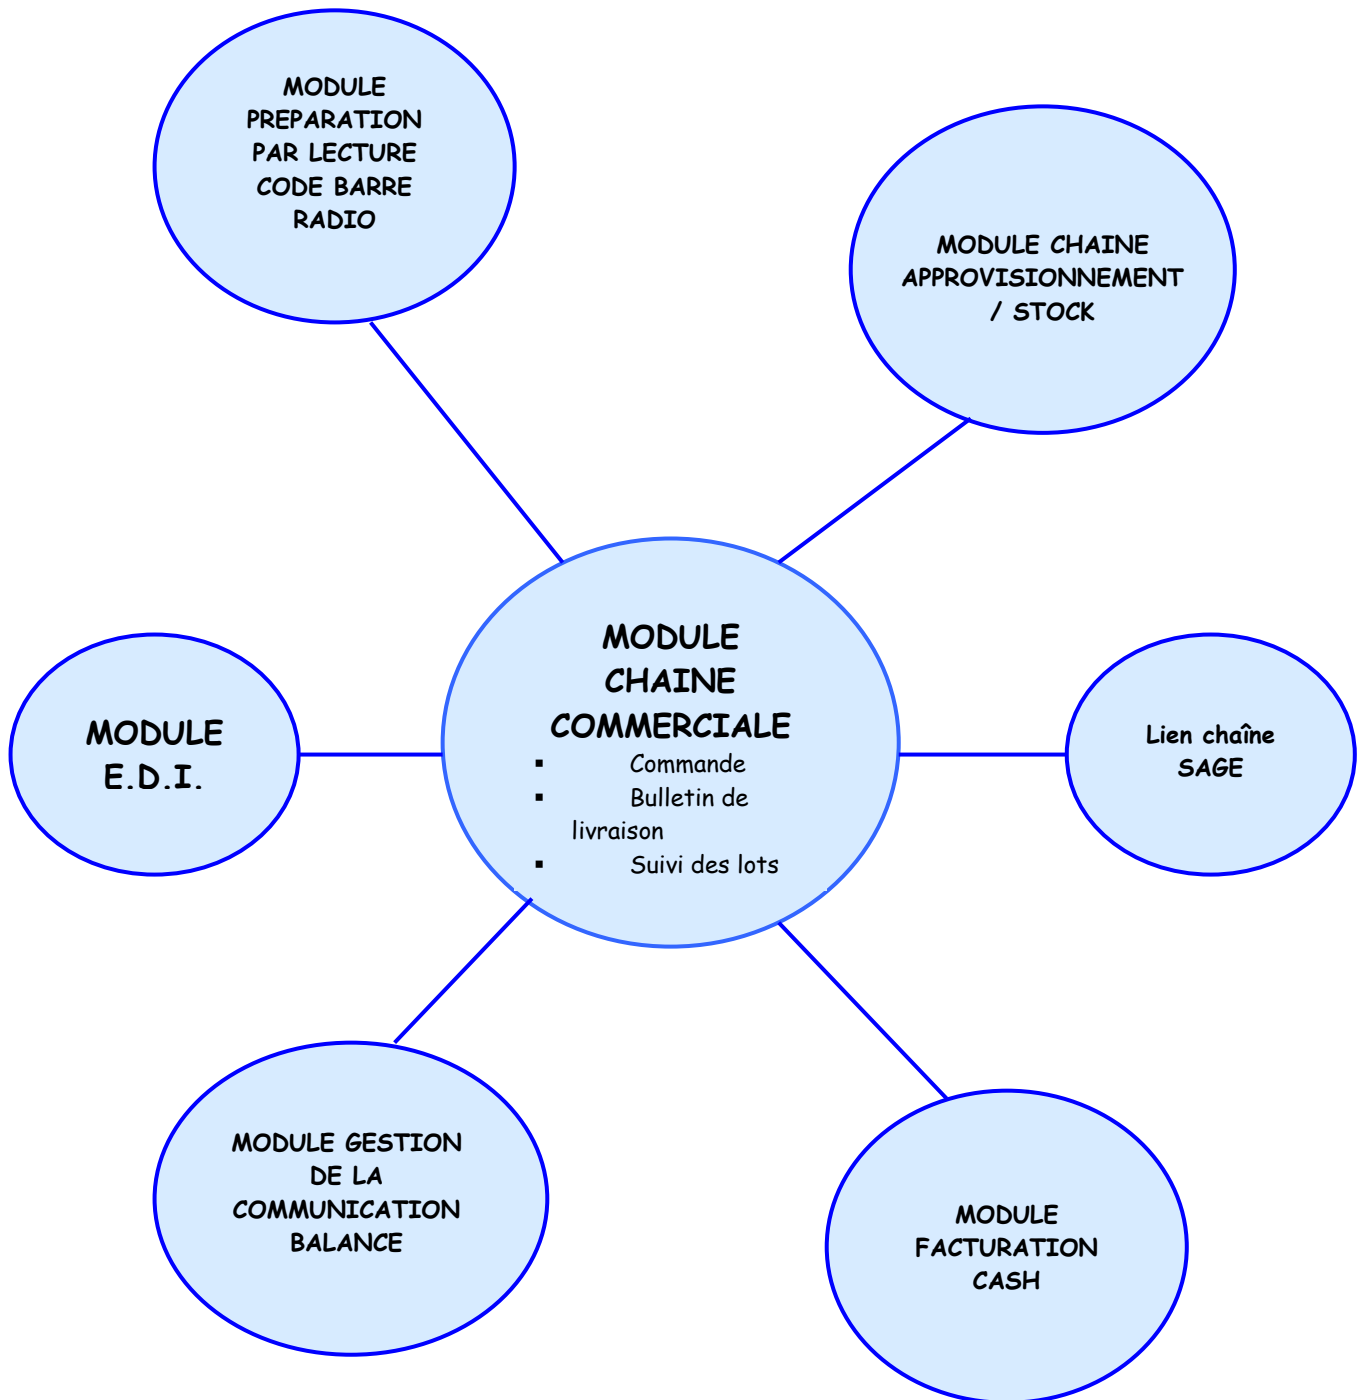 MODULE
PREPARATION
PAR LECTURE
CODE BARRE
RADIO
MODULE CHAINE
APPROVISIONNEMENT
/ STOCK
MODULE
CHAINE
COMMERCIALE
▪ Commande
▪ Bulletin de
livraison
▪ Suivi des lots
MODULE
E.D.I.
Lien chaîne
SAGE
MODULE GESTION
DE LA
COMMUNICATION
BALANCE
MODULE
FACTURATION
CASH